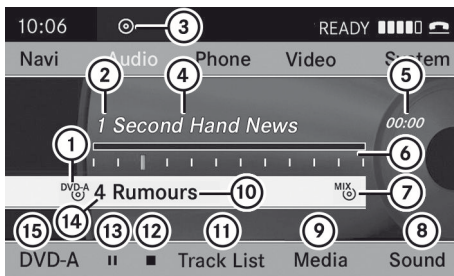 10:06 3 READY
Navi Audio Phone Video System
2 4 5
1 Second Hand News 00:00
1 6
DVD-A 4 Rumours 10 MIX 7
14
15 13 12 11 9 8
DVD-A Track List Media Sound